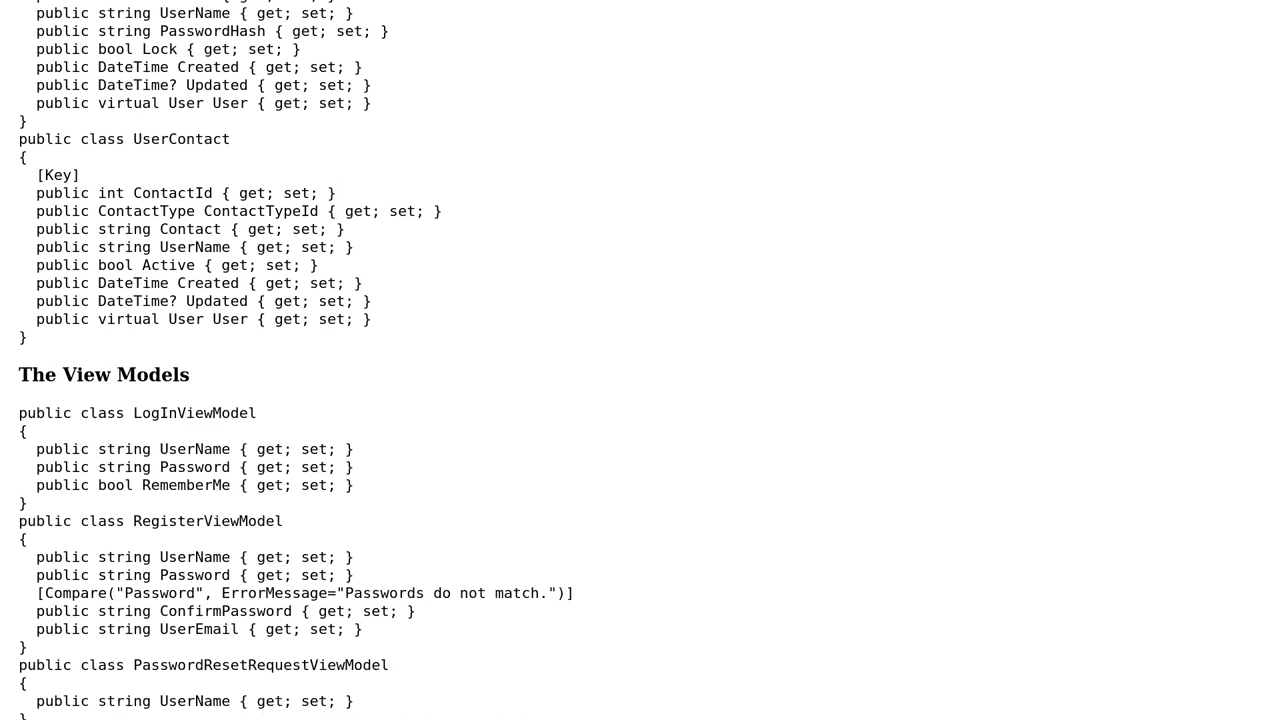 public string UserName { get; set; }
public string PasswordHash { get; set; }
public bool Lock { get; set; }
public DateTime Created { get; set; }
public DateTime? Updated { get; set; }
public virtual User User { get; set; }
}
public class UserContact
{
[Key]
public int ContactId { get; set; }
public ContactType ContactTypeId { get; set; }
public string Contact { get; set; }
public string UserName { get; set; }
public bool Active { get; set; }
public DateTime Created { get; set; }
public DateTime? Updated { get; set; }
public virtual User User { get; set; }
}
The View Models
public class LogInViewModel
{
public string UserName { get; set; }
public string Password { get; set; }
public bool RememberMe { get; set; }
}
public class RegisterViewModel
{
public string UserName { get; set; }
public string Password { get; set; }
[Compare("Password", ErrorMessage="Passwords do not match.")]
public string ConfirmPassword { get; set; }
public string UserEmail { get; set; }
}
public class PasswordResetRequestViewModel
{
public string UserName { get; set; }
}